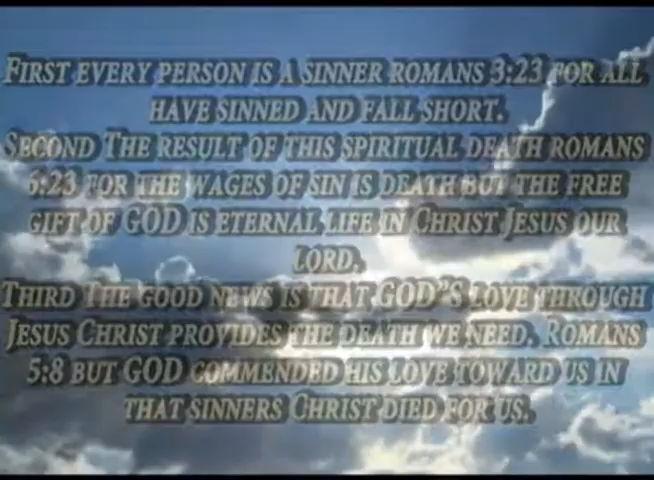 FIRST EVERY PERSON IS A SINNER ROMANS 3:23 FOR ALL
HAVE SINNED AND FALL SHORT.
SECOND THE RESULT OF THIS SPIRITUAL DEATH ROMANS
6:23 FOR THE WAGES OF SIN IS DEATH BUT THE FREE
GIFT OF GOD IS ETERNAL LIFE IN CHRIST JESUS OUR
LORD.
THIRD THE GOOD NEWS IS THAT GOD"S LOVE THROUGH
JESUS CHRIST PROVIDES THE DEATH WE NEED. ROMANS
5:8 BUT GOD COMMENDED HIS LOVE TOWARD US IN
THAT SINNERS CHRIST DIED FOR US.